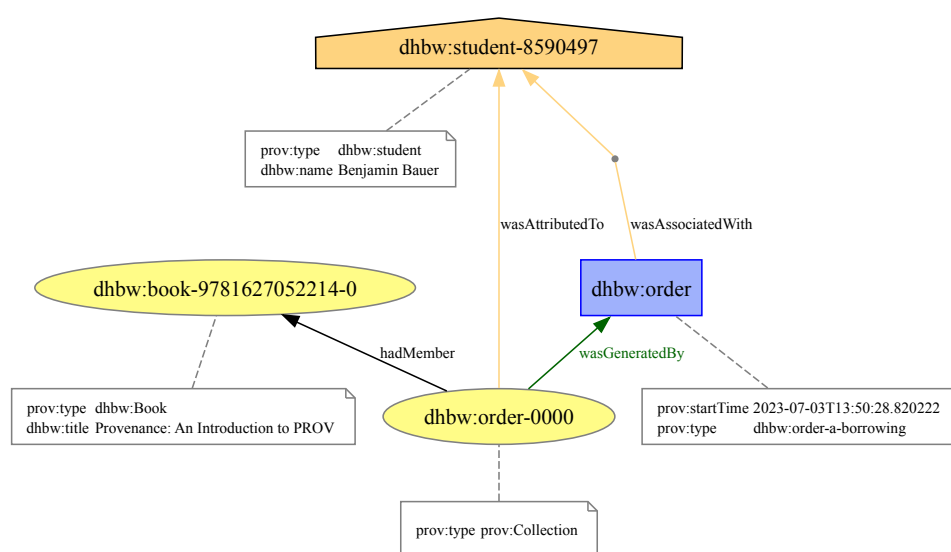 dhbw:student-8590497
prov:type dhbw:student
dhbw:name Benjamin Bauer
wasAttributedTo
wasAssociatedWith
dhbw:book-9781627052214-0
dhbw:order
hadMember
wasGeneratedBy
prov:type dhbw:Book
dhbw:title Provenance: An Introduction to PROV
dhbw:order-0000
prov:startTime 2023-07-03T13:50:28.820222
prov:type dhbw:order-a-borrowing
prov:type prov:Collection